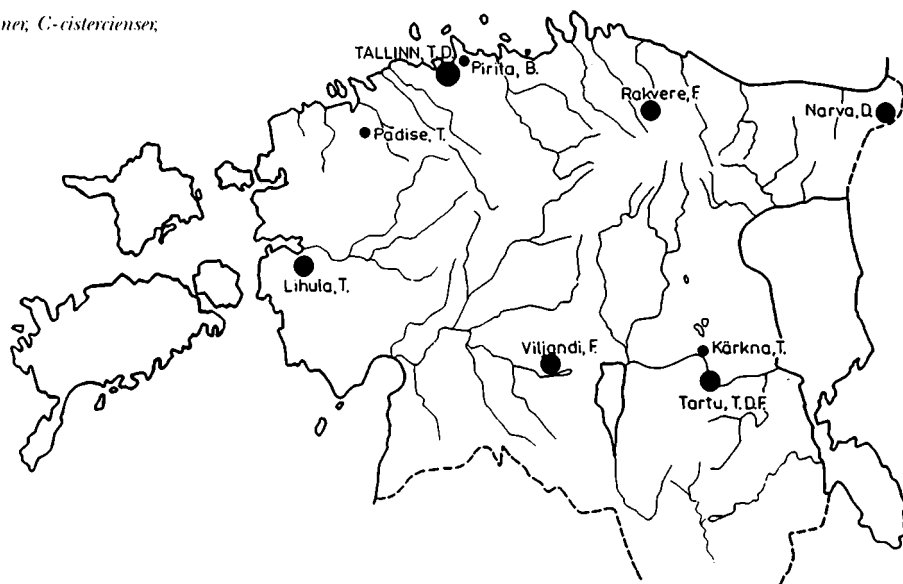 ner, C-cistercienser,
TALLINN, T.D.
Pirita, B.
Rakvere, F.
Narva, D.
Padise, T.
Lihula, T.
Viljandi, F.
Kärkna, T.
Tartu, T.D.F.